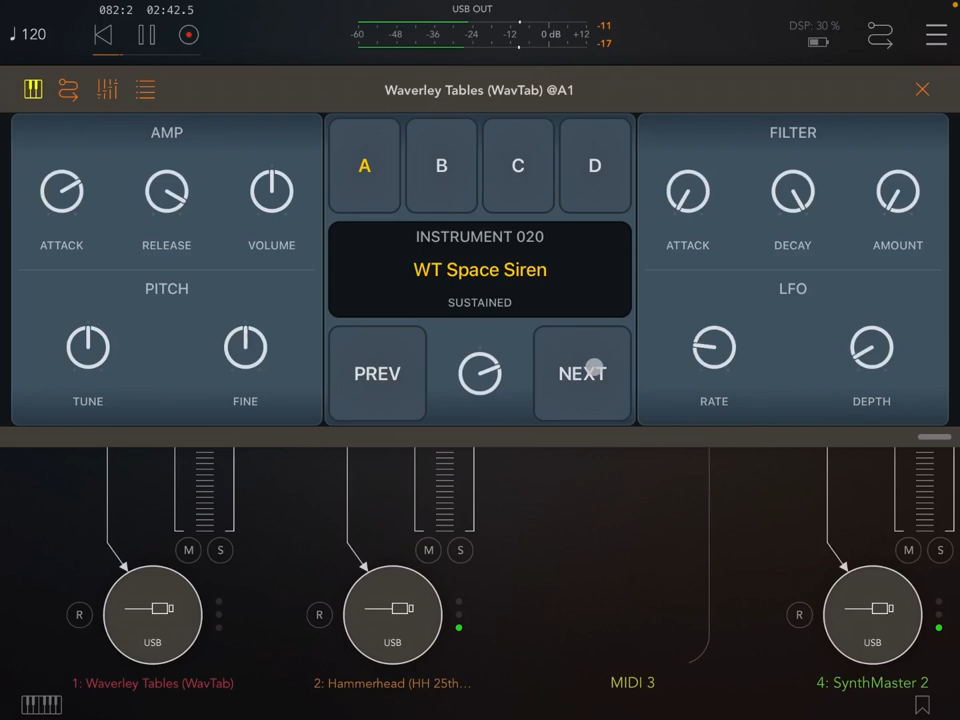 082:2 02:42.5
USB OUT
♩120
-60 -48 -36 -24 -12 0 dB +12
-11
-17
DSP: 30 %
Waverley Tables (WavTab) @A1
AMP
ATTACK RELEASE VOLUME
PITCH
TUNE FINE
A B C D
INSTRUMENT 020
WT Space Siren
SUSTAINED
PREV NEXT
FILTER
ATTACK DECAY AMOUNT
LFO
RATE DEPTH
M S M S M S
R USB R USB R USB
1: Waverley Tables (WavTab) 2: Hammerhead (HH 25th... MIDI 3 4: SynthMaster 2